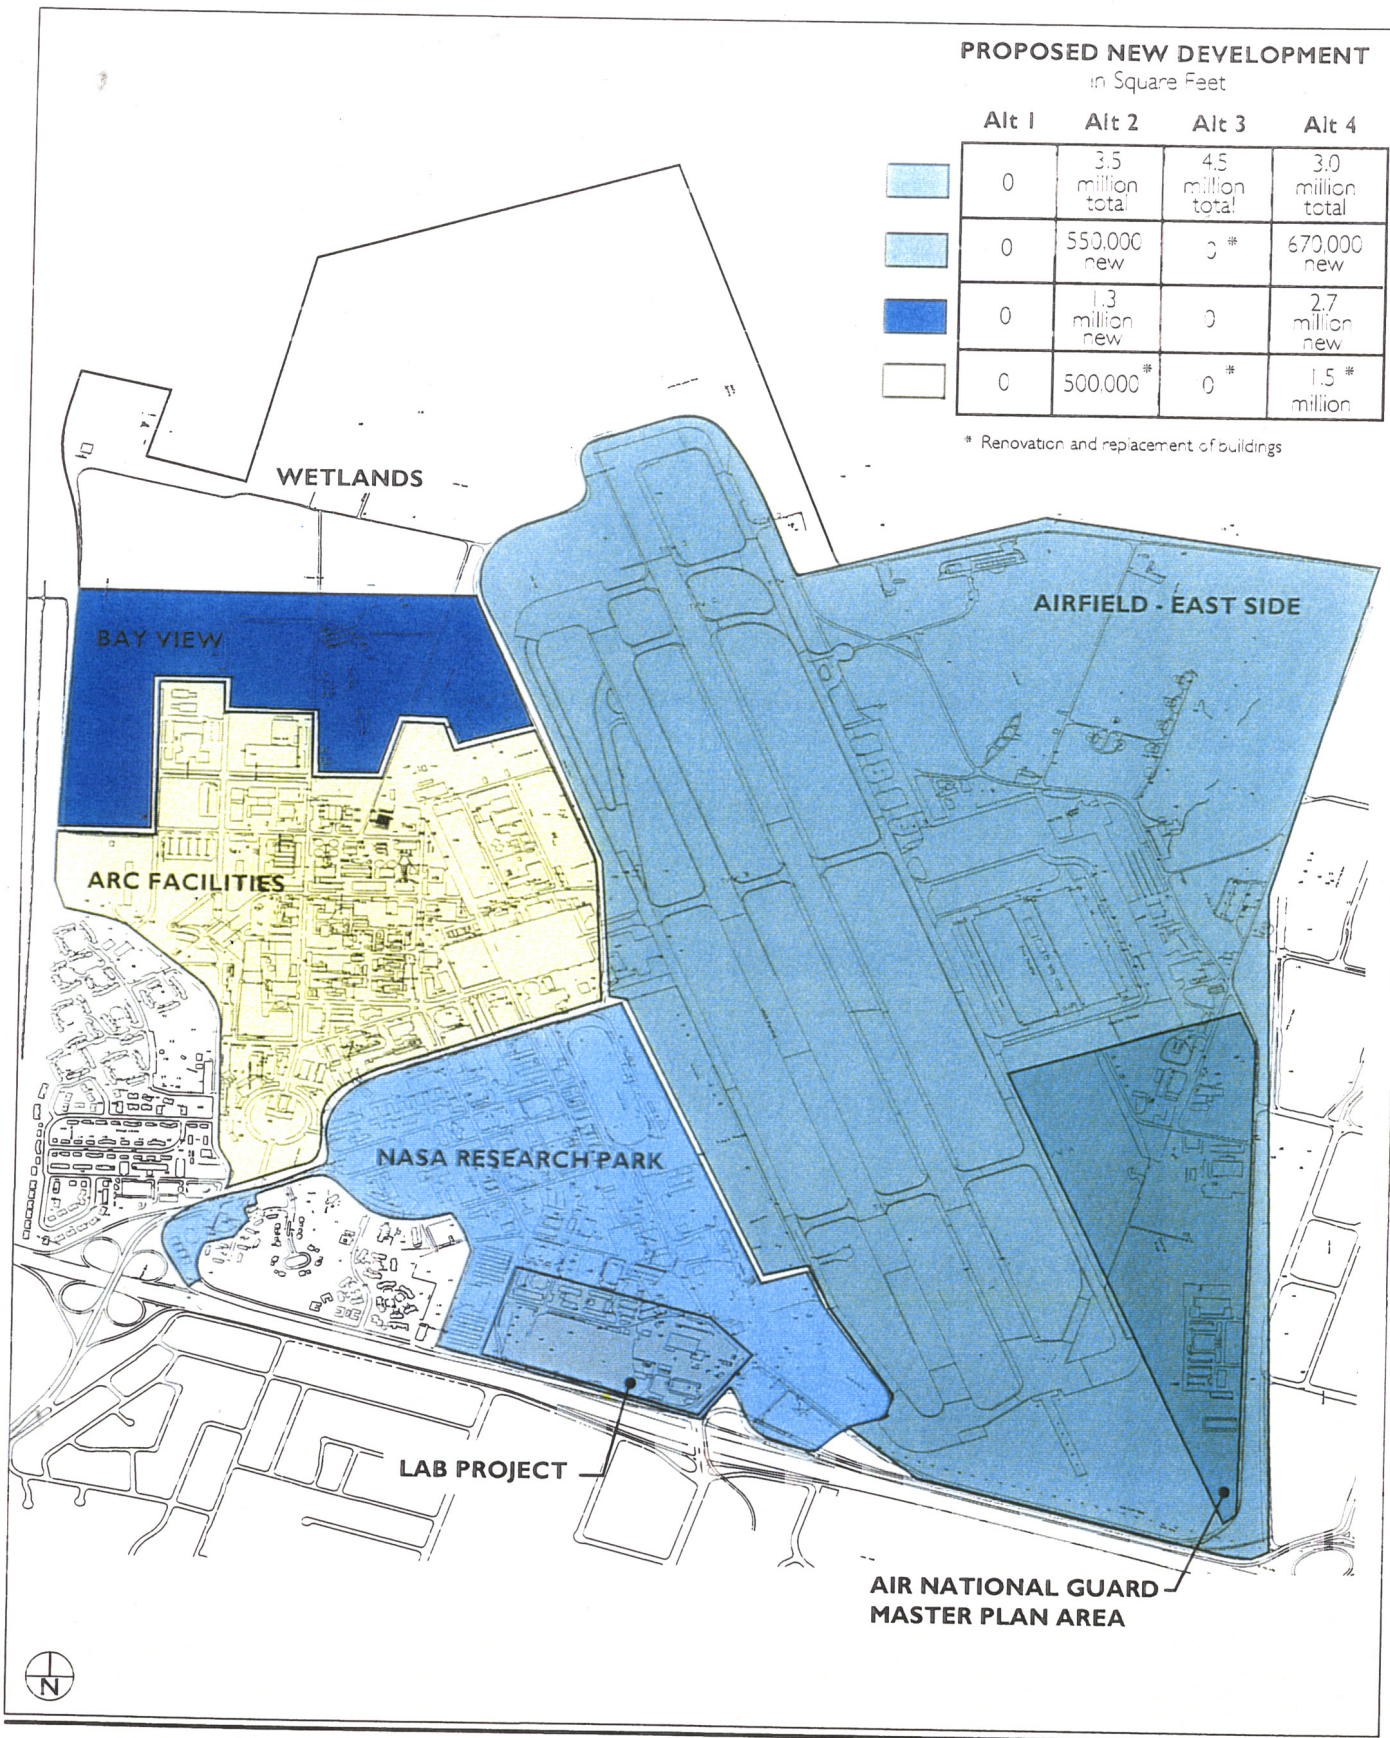 PROPOSED NEW DEVELOPMENT
in Square Feet
Alt 1 Alt 2 Alt 3 Alt 4
0 3.5 million total 4.5 million total 3.0 million total
0 550,000 new 0 * 670,000 new
0 1.3 million new 0 2.7 million new
0 500,000 * 0 * 1.5 * million
* Renovation and replacement of buildings
WETLANDS
AIRFIELD - EAST SIDE
BAY VIEW
ARC FACILITIES
NASA RESEARCH PARK
LAB PROJECT
AIR NATIONAL GUARD
MASTER PLAN AREA
N